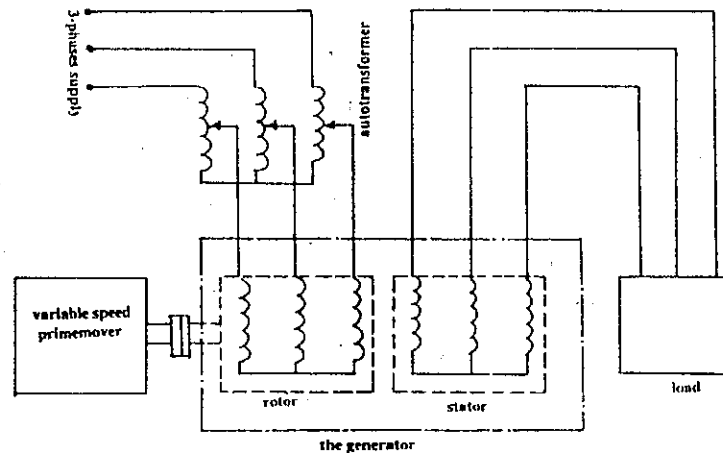 3-phases supply
autotransformer
variable speed
primemover
rotor
stator
load
the generator